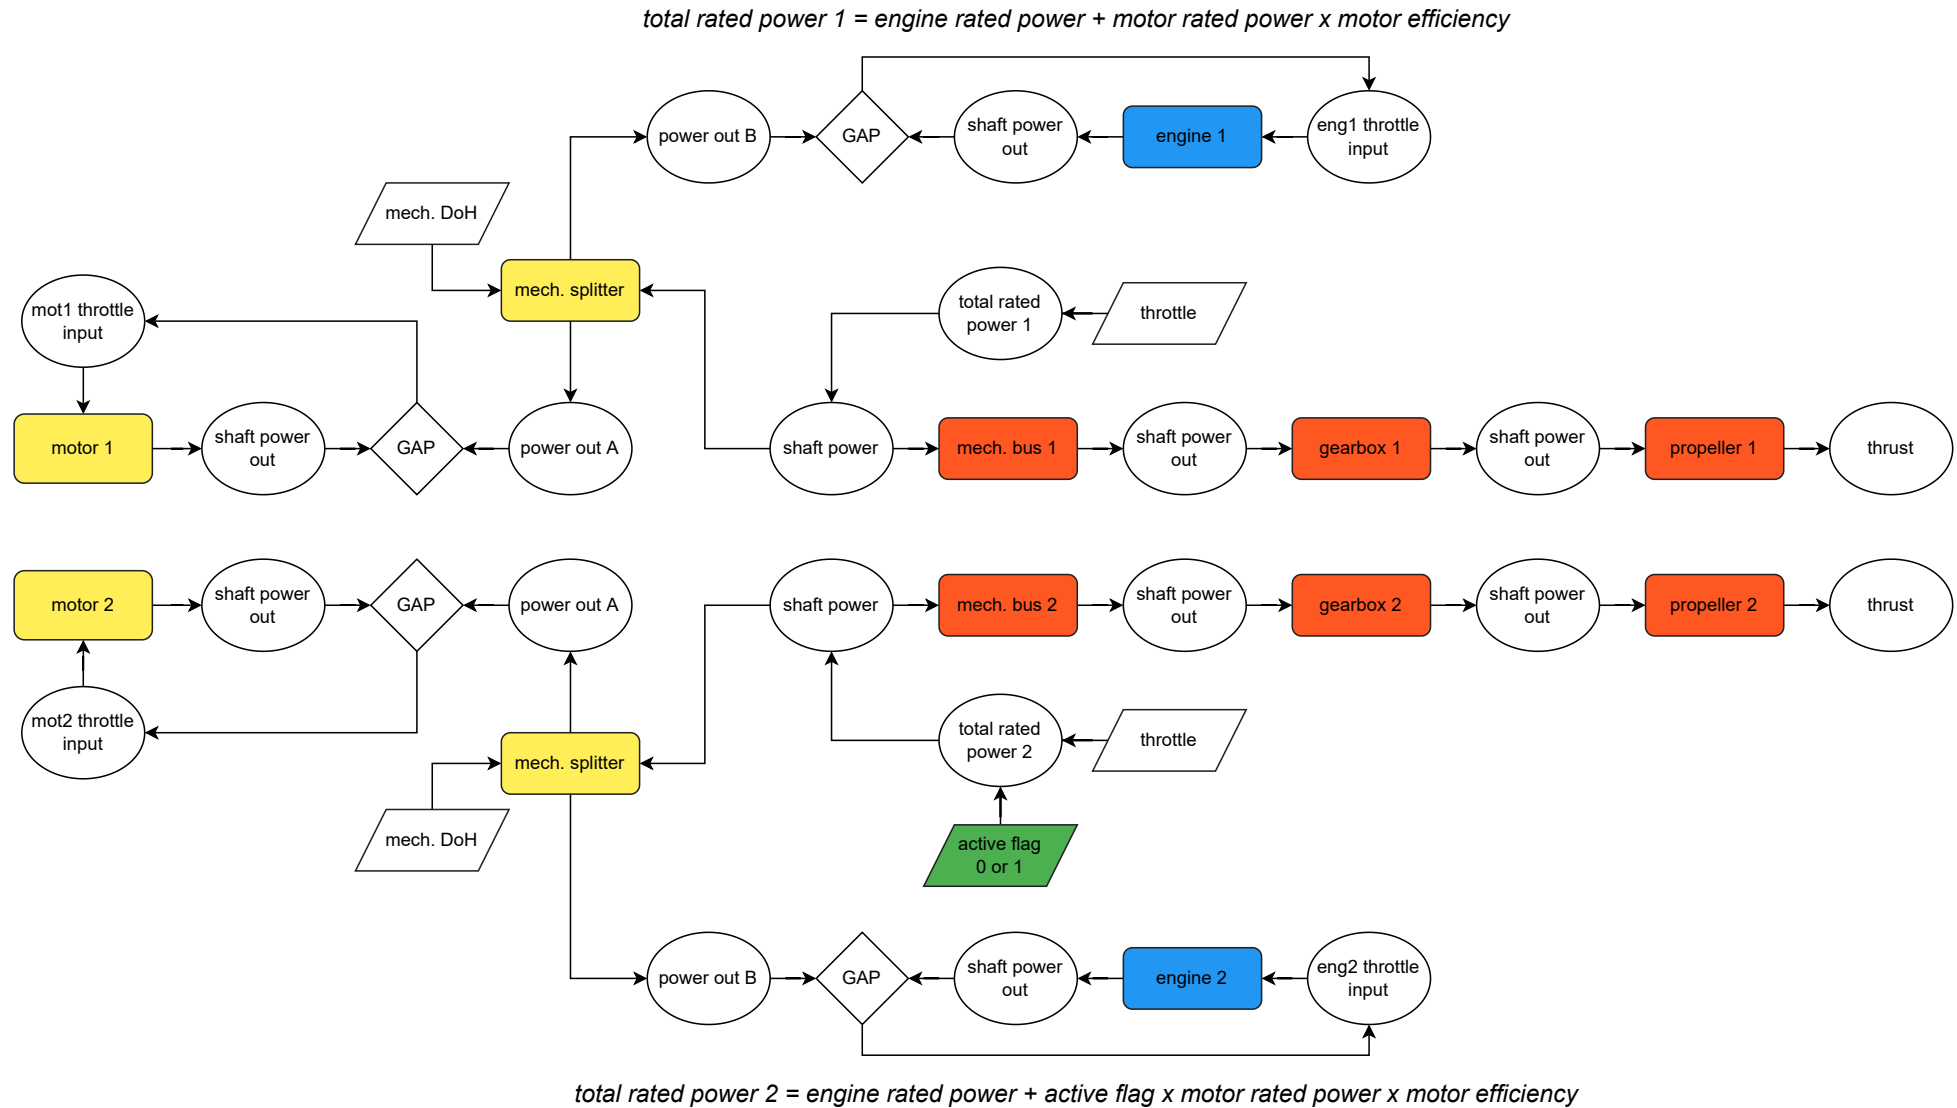 total rated power 1 = engine rated power + motor rated power x motor efficiency
power out B
GAP
shaft power
out
engine 1
eng1 throttle
input
mech. DoH
mech. splitter
mot1 throttle
input
total rated
power 1
throttle
motor 1
shaft power
out
GAP
power out A
shaft power
mech. bus 1
shaft power
out
gearbox 1
shaft power
out
propeller 1
thrust
motor 2
shaft power
out
GAP
power out A
shaft power
mech. bus 2
shaft power
out
gearbox 2
shaft power
out
propeller 2
thrust
mot2 throttle
input
mech. splitter
total rated
power 2
throttle
mech. DoH
active flag
0 or 1
power out B
GAP
shaft power
out
engine 2
eng2 throttle
input
total rated power 2 = engine rated power + active flag x motor rated power x motor efficiency